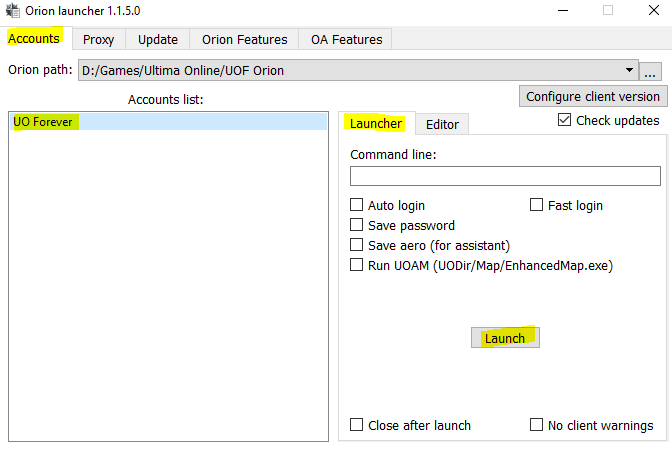 Orion launcher 1.1.5.0
Accounts Proxy Update Orion Features OA Features
Orion path: D:/Games/Ultima Online/UOF Orion ...
Accounts list: Configure client version
UO Forever Launcher Editor Check updates
Command line:
Auto login Fast login
Save password
Save aero (for assistant)
Run UOAM (UODir/Map/EnhancedMap.exe)
Launch
Close after launch No client warnings